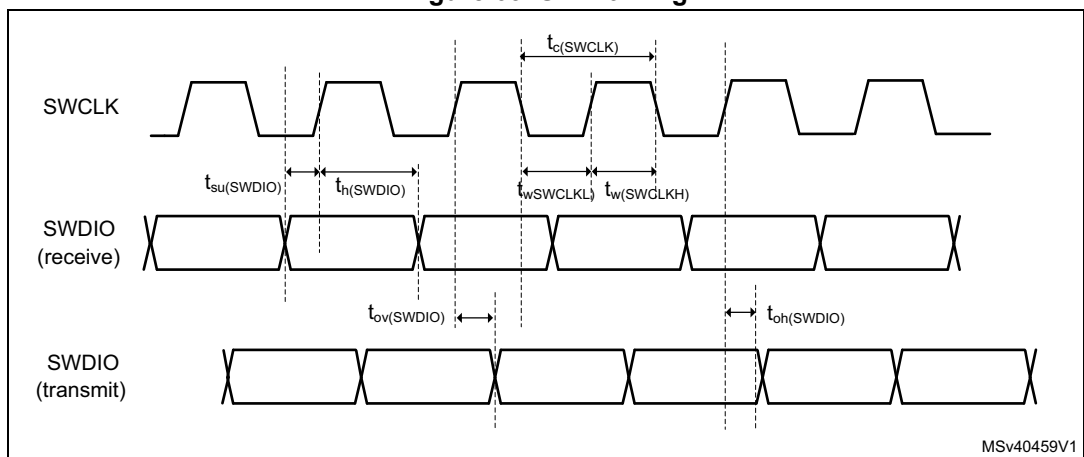 tc(SWCLK)
SWCLK
tsu(SWDIO) th(SWDIO) twSWCLKL) tw(SWCLKH)
SWDIO
(receive)
tov(SWDIO) toh(SWDIO)
SWDIO
(transmit)
MSv40459V1